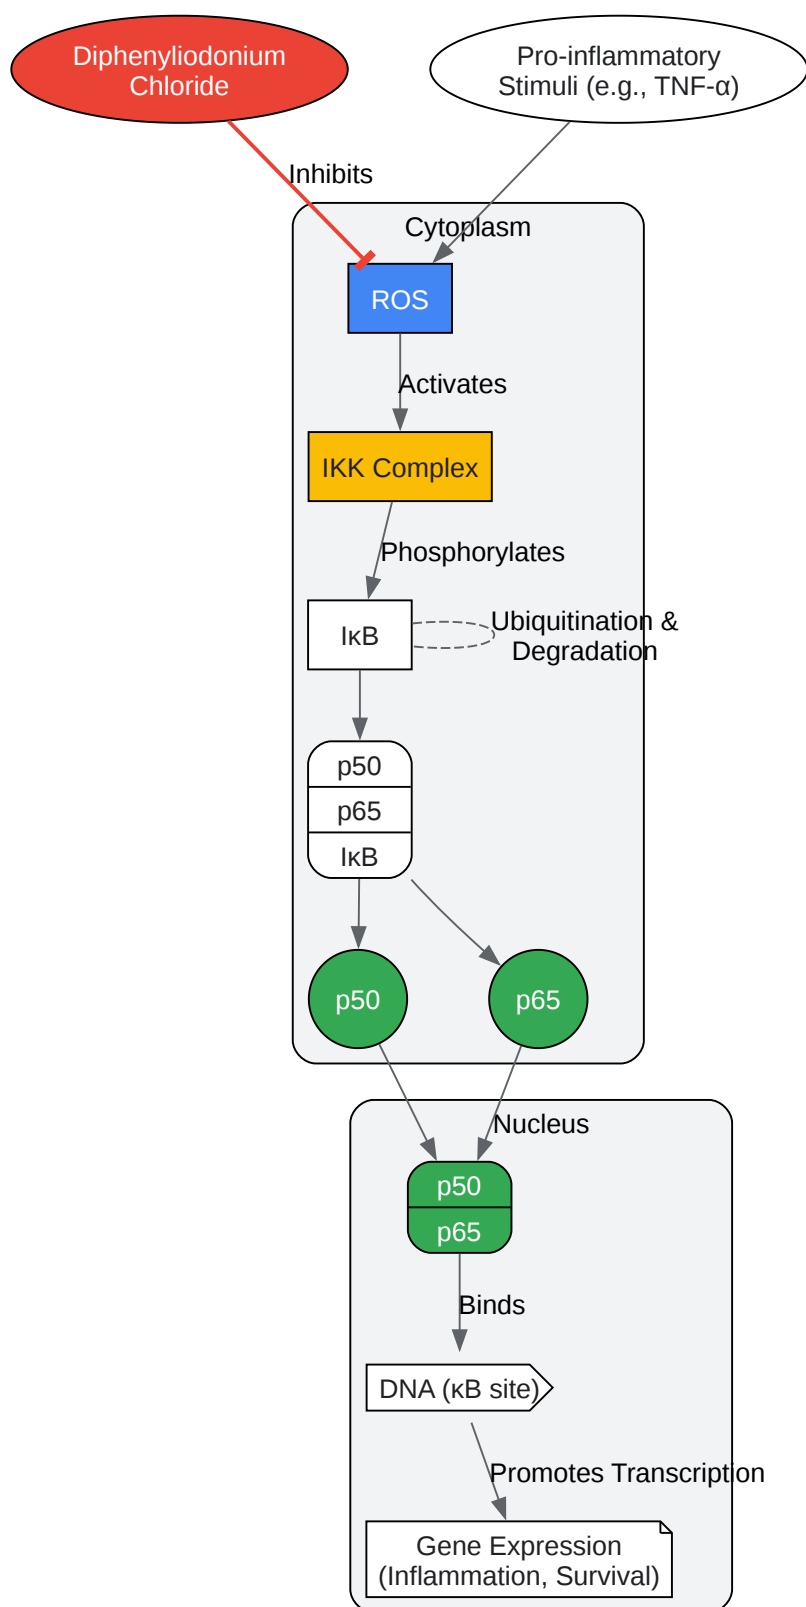 Diphenyliodonium
Chloride
Pro-inflammatory
Stimuli (e.g., TNF-α)
Inhibits
Cytoplasm
ROS
Activates
IKK Complex
Phosphorylates
IκB
Ubiquitination &
Degradation
p50
p65
IκB
p50
p65
Nucleus
p50
p65
Binds
DNA (κB site)
Promotes Transcription
Gene Expression
(Inflammation, Survival)